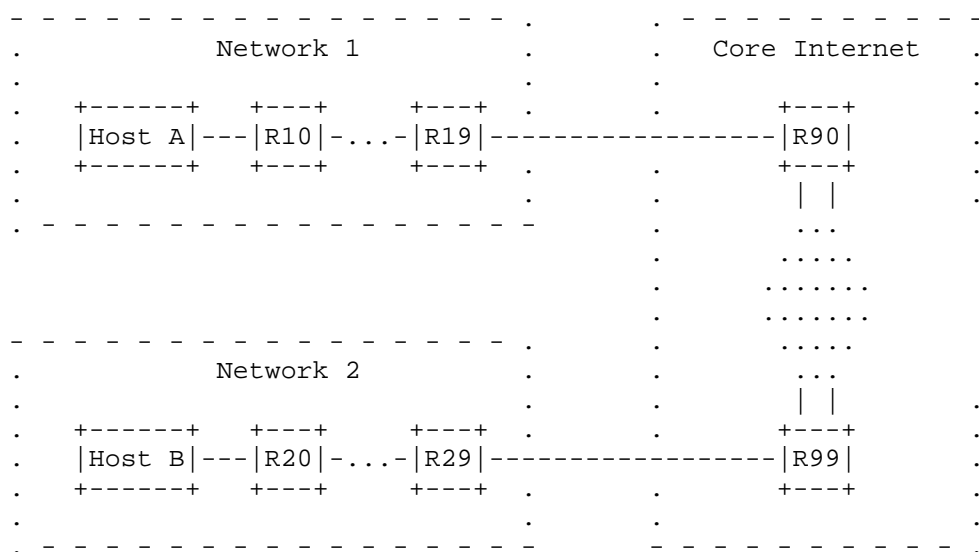 Network 1 Core Internet
|Host A|---|R10|-...-|R19|------------------|R90|
Network 2
|Host B|---|R20|-...-|R29|------------------|R99|